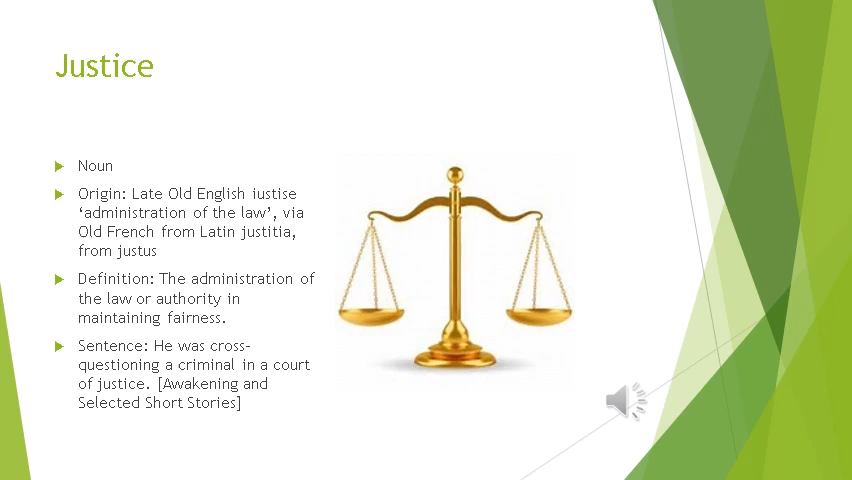 Justice
Noun
Origin: Late Old English iustise
‘administration of the law’, via
Old French from Latin justitia,
from justus
Definition: The administration of
the law or authority in
maintaining fairness.
Sentence: He was cross-
questioning a criminal in a court
of justice. [Awakening and
Selected Short Stories]